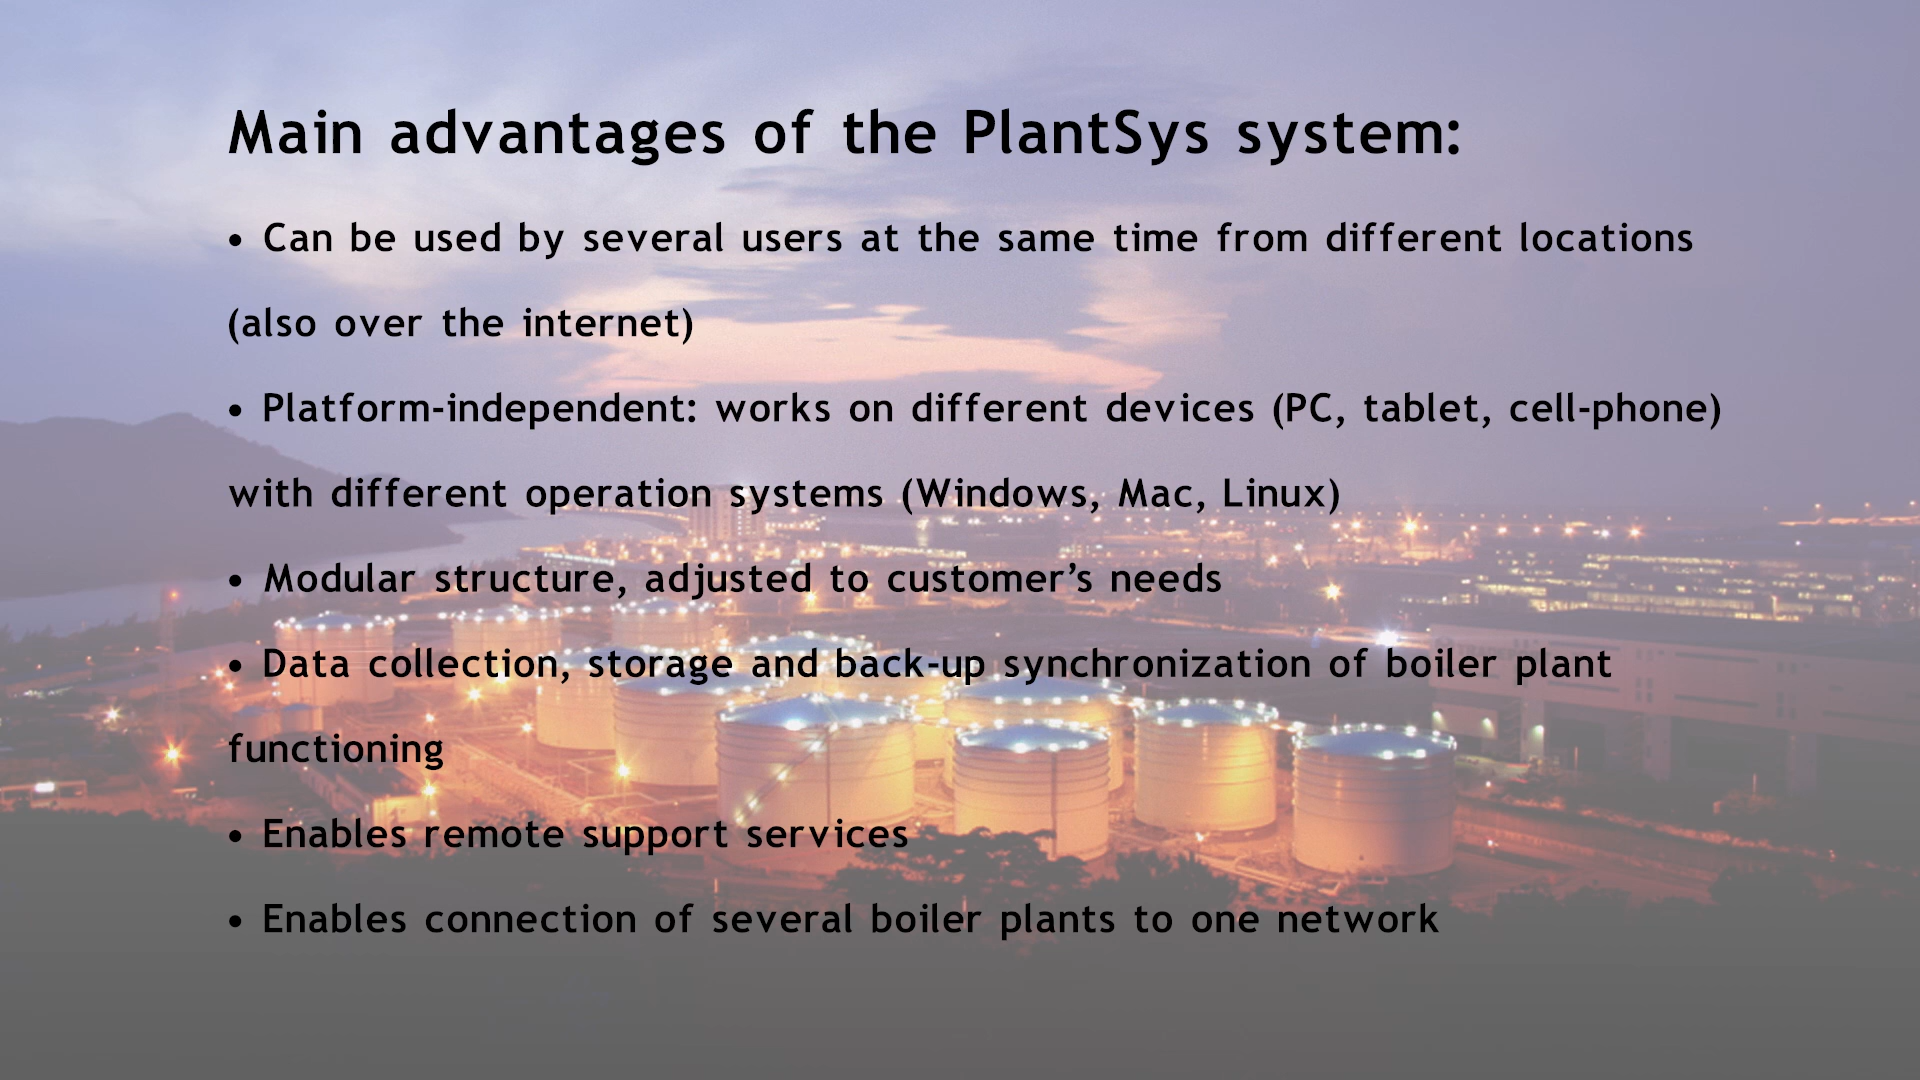 Main advantages of the PlantSys system:
• Can be used by several users at the same time from different locations
(also over the internet)
• Platform-independent: works on different devices (PC, tablet, cell-phone)
with different operation systems (Windows, Mac, Linux)
• Modular structure, adjusted to customer’s needs
• Data collection, storage and back-up synchronization of boiler plant
functioning
• Enables remote support services
• Enables connection of several boiler plants to one network